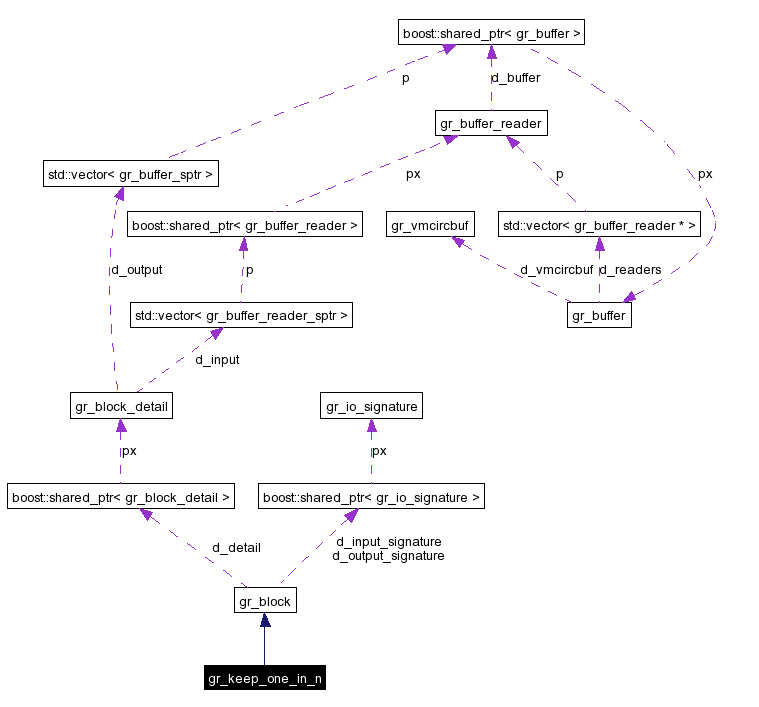 boost::shared_ptr< gr_buffer >
p
d_buffer
gr_buffer_reader
std::vector< gr_buffer_sptr >
px
p
px
boost::shared_ptr< gr_buffer_reader >
gr_vmcircbuf
std::vector< gr_buffer_reader * >
d_output
p
d_vmcircbuf
d_readers
std::vector< gr_buffer_reader_sptr >
gr_buffer
d_input
gr_block_detail
gr_io_signature
px
px
boost::shared_ptr< gr_block_detail >
boost::shared_ptr< gr_io_signature >
d_detail
d_input_signature
d_output_signature
gr_block
gr_keep_one_in_n